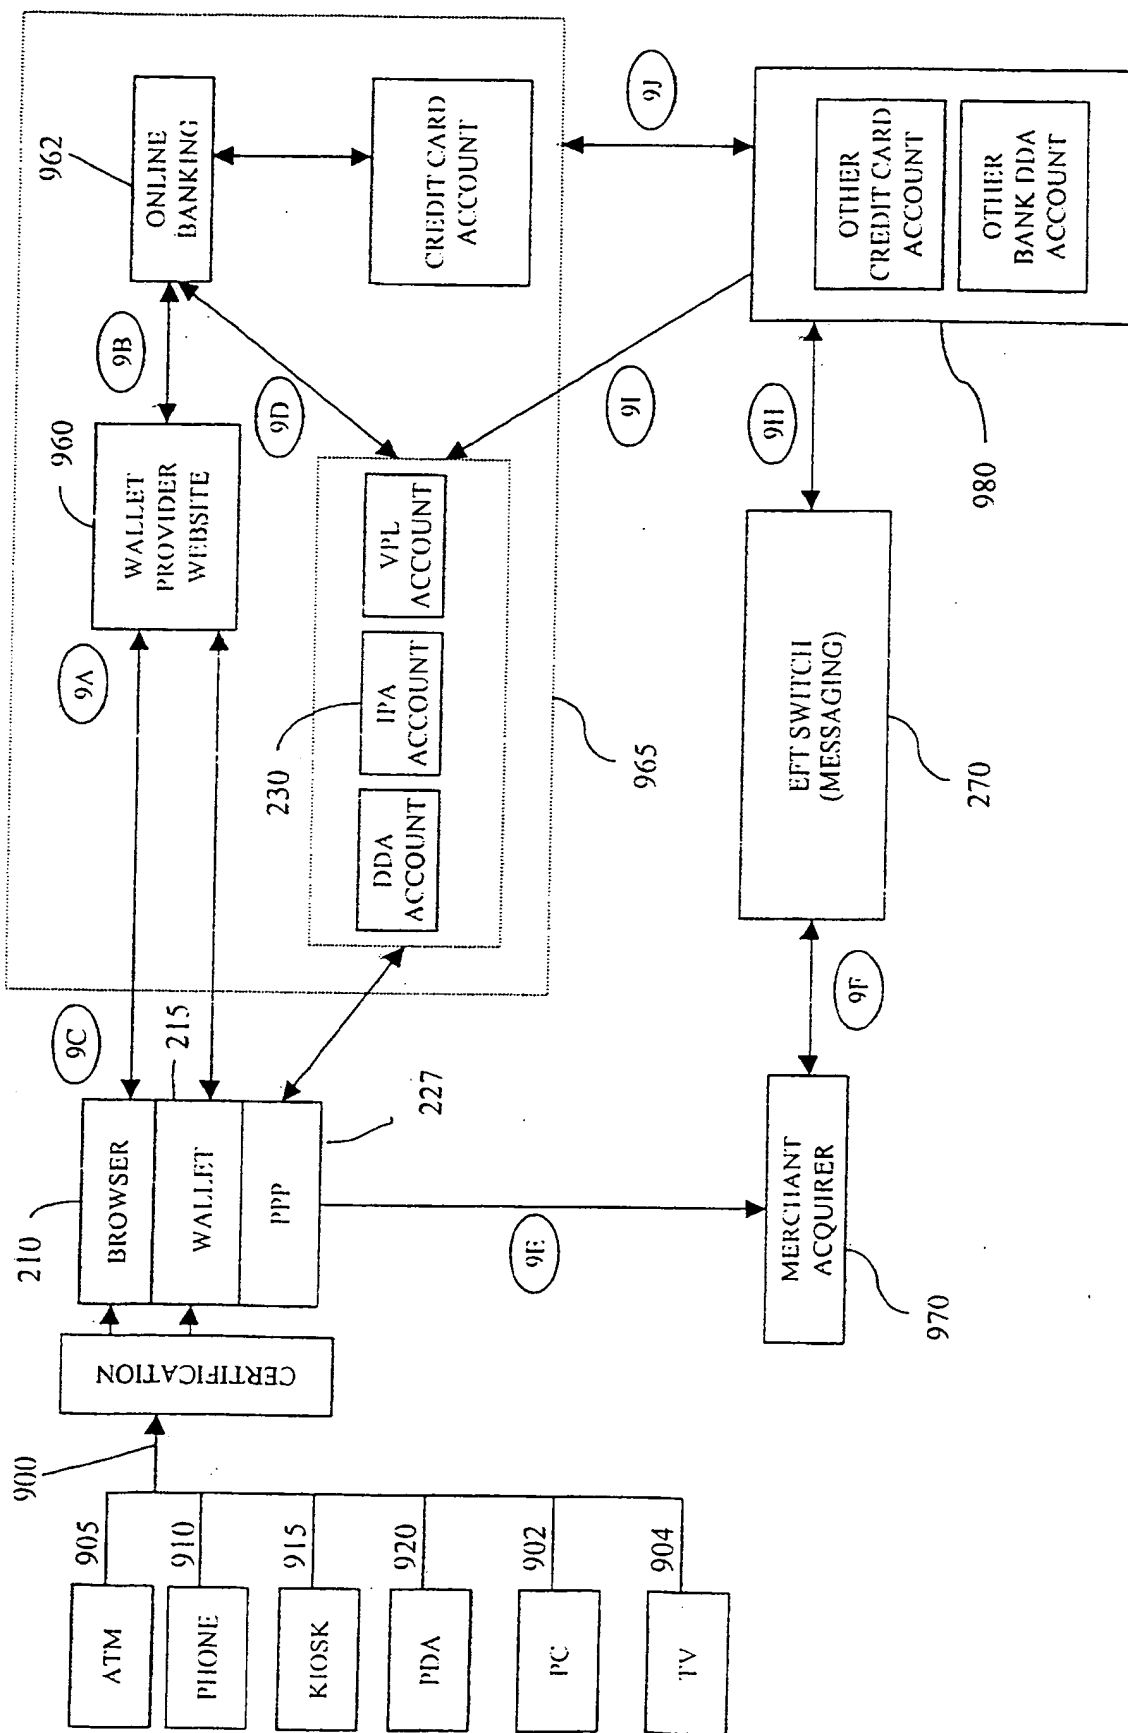 ATM
905
PHONE
910
KIOSK
915
PDA
920
PC
902
TV
904
900
CERTIFICATION
210
BROWSER
WALLET
PPP
215
227
9C
9A
WALLET
PROVIDER
WEBSITE
960
9B
ONLINE
BANKING
962
9D
CREDIT CARD
ACCOUNT
230
DDA
ACCOUNT
IPA
ACCOUNT
VPL
ACCOUNT
965
9E
9I
9J
MERCHANT
ACQUIRER
970
9F
EFT SWITCH
(MESSAGING)
270
9H
OTHER
CREDIT CARD
ACCOUNT
OTHER
BANK DDA
ACCOUNT
980